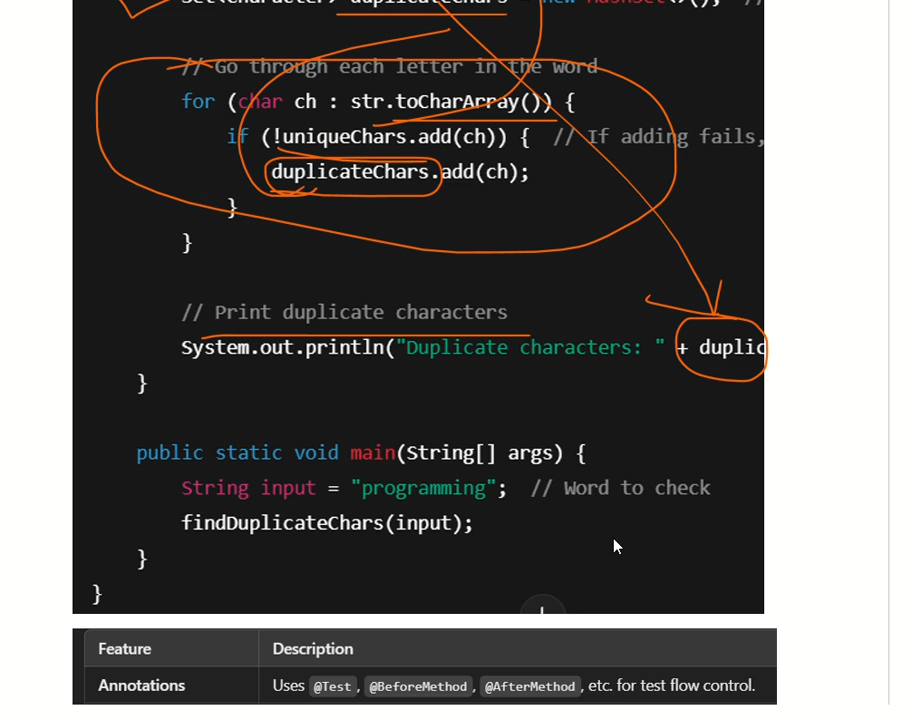 Set<Character> duplicateChars = new HashSet<>(); //
// Go through each letter in the word
for (char ch : str.toCharArray()) {
if (!uniqueChars.add(ch)) { // If adding fails,
duplicateChars.add(ch);
}
}
// Print duplicate characters
System.out.println("Duplicate characters: " + duplic
}
public static void main(String[] args) {
String input = "programming"; // Word to check
findDuplicateChars(input);
}
}
Feature Description
Annotations Uses @Test, @BeforeMethod, @AfterMethod, etc. for test flow control.